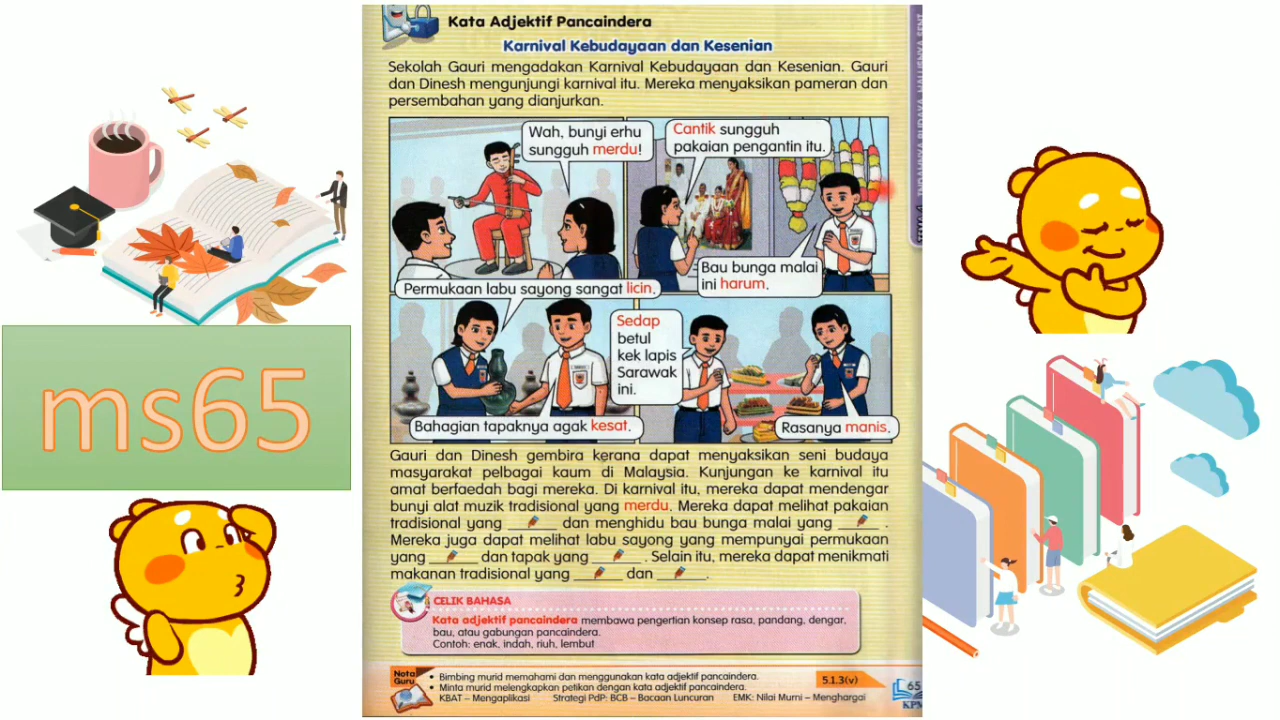 Kata Adjektif Pancaindera
Karnival Kebudayaan dan Kesenian
Sekolah Gauri mengadakan Karnival Kebudayaan dan Kesenian. Gauri
dan Dinesh mengunjungi karnival itu. Mereka menyaksikan pameran dan
persembahan yang dianjurkan.
Wah, bunyi erhu
sungguh merdu!
Cantik sungguh
pakaian pengantin itu.
Bau bunga malai
ini harum.
Permukaan labu sayong sangat licin.
Sedap
betul
kek lapis
Sarawak
ini.
Bahagian tapaknya agak kesat.
Rasanya manis.
Gauri dan Dinesh gembira kerana dapat menyaksikan seni budaya
masyarakat pelbagai kaum di Malaysia. Kunjungan ke karnival itu
amat berfaedah bagi mereka. Di karnival itu, mereka dapat mendengar
bunyi alat muzik tradisional yang merdu. Mereka dapat melihat pakaian
tradisional yang ______ dan menghidu bau bunga malai yang ______.
Mereka juga dapat melihat labu sayong yang mempunyai permukaan
yang ______ dan tapak yang ______. Selain itu, mereka dapat menikmati
makanan tradisional yang ______ dan ______.
CELIK BAHASA
Kata adjektif pancaindera membawa pengertian konsep rasa, pandang, dengar,
bau, atau gabungan pancaindera.
Contoh: enak, indah, riuh, lembut
Nota
Guru
• Bimbing murid memahami dan menggunakan kata adjektif pancaindera.
• Minta murid melengkapkan petikan dengan kata adjektif pancaindera.
KBAT – Mengaplikasi Strategi PdP: BCB – Bacaan Luncuran EMK: Nilai Murni – Menghargai
5.1.3(v)
65
KPM
ms65